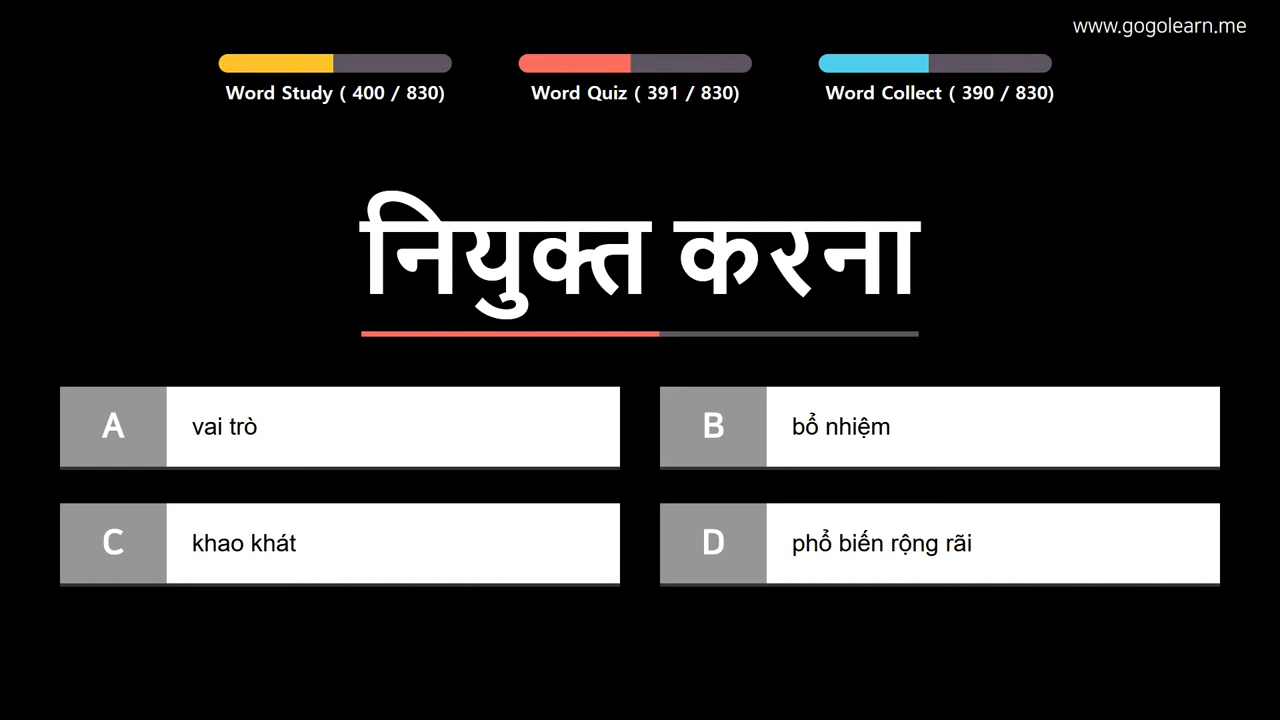 www.gogolearn.me
Word Study ( 400 / 830)
Word Quiz ( 391 / 830)
Word Collect ( 390 / 830)
नियुक्त करना
A vai trò
B bổ nhiệm
C khao khát
D phổ biến rộng rãi